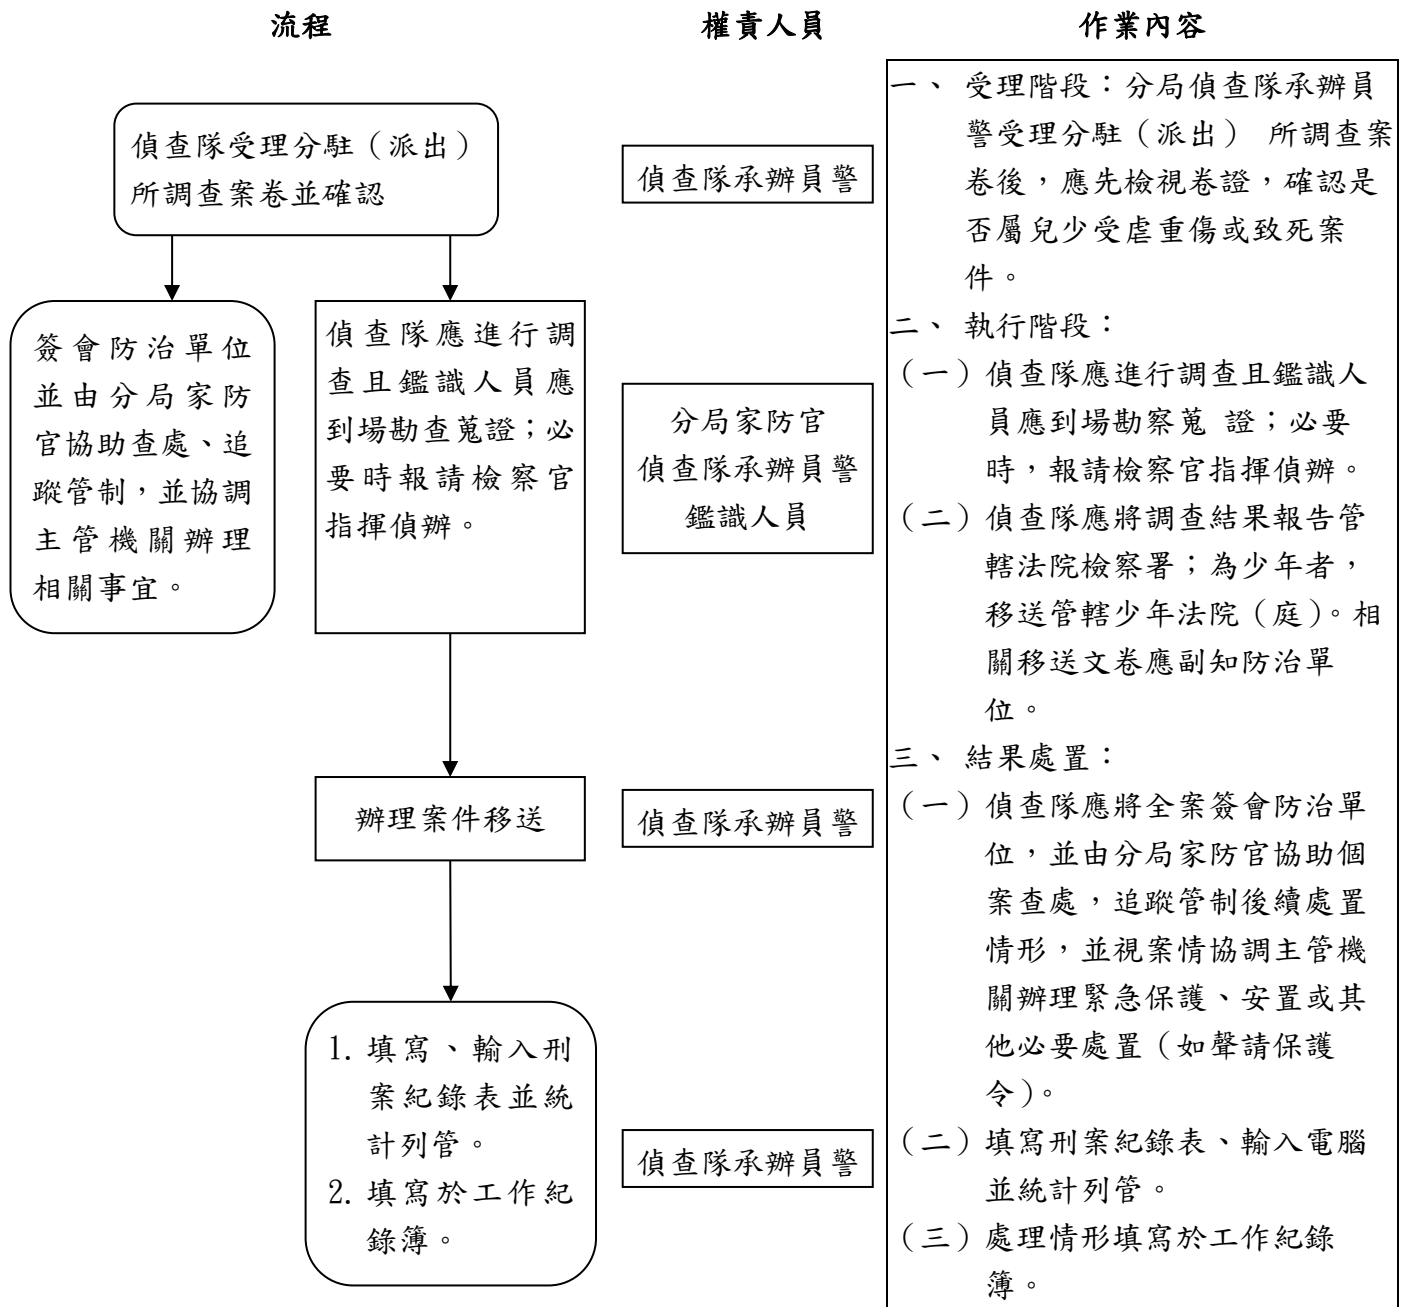 流程
權責人員
作業內容
偵查隊受理分駐（派出）
所調查案卷並確認
簽會防治單位
並由分局家防
官協助查處、追
蹤管制，並協調
主管機關辦理
相關事宜。
偵查隊應進行調
查且鑑識人員應
到場勘查蒐證；必
要時報請檢察官
指揮偵辦。
辦理案件移送
1. 填寫、輸入刑
案紀錄表並統
計列管。
2. 填寫於工作紀
錄簿。
偵查隊承辦員警
分局家防官
偵查隊承辦員警
鑑識人員
偵查隊承辦員警
偵查隊承辦員警
一、 受理階段：分局偵查隊承辦員
警受理分駐（派出） 所調查案
卷後，應先檢視卷證，確認是
否屬兒少受虐重傷或致死案
件。
二、 執行階段：
（一）偵查隊應進行調查且鑑識人
員應到場勘察蒐 證；必要
時，報請檢察官指揮偵辦。
（二）偵查隊應將調查結果報告管
轄法院檢察署；為少年者，
移送管轄少年法院（庭）。相
關移送文卷應副知防治單
位。
三、 結果處置：
（一）偵查隊應將全案簽會防治單
位，並由分局家防官協助個
案查處，追蹤管制後續處置
情形，並視案情協調主管機
關辦理緊急保護、安置或其
他必要處置（如聲請保護
令）。
（二）填寫刑案紀錄表、輸入電腦
並統計列管。
（三）處理情形填寫於工作紀錄
簿。